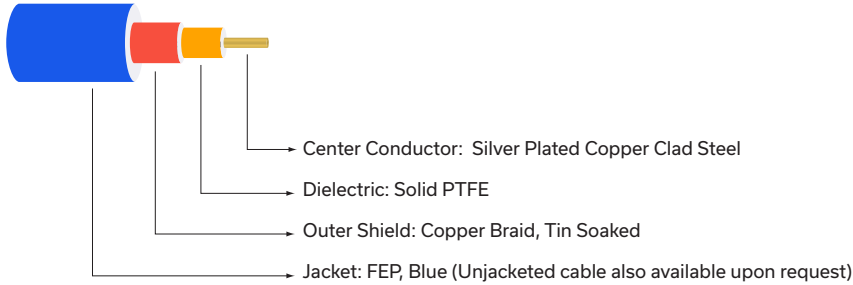 Center Conductor: Silver Plated Copper Clad Steel
Dielectric: Solid PTFE
Outer Shield: Copper Braid, Tin Soaked
Jacket: FEP, Blue (Unjacketed cable also available upon request)